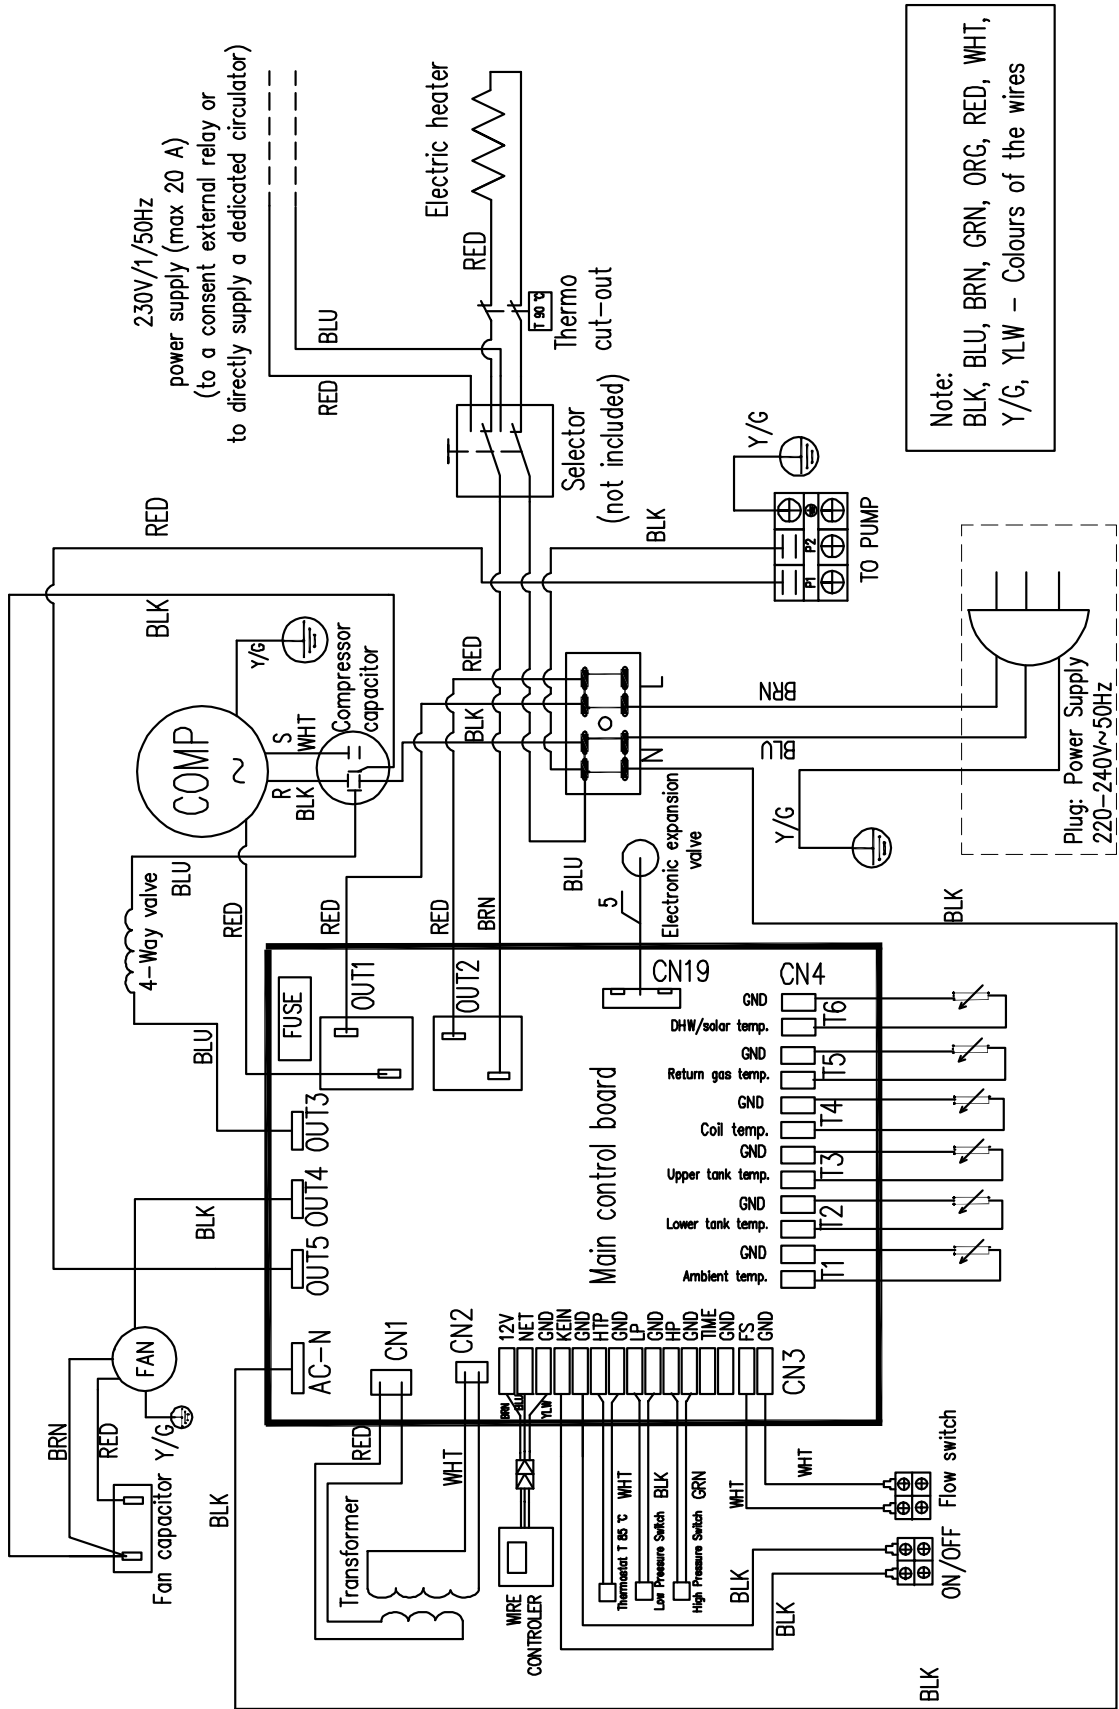 230V/1/50Hz
power supply (max 20 A)
(to a consent external relay or
to directly supply a dedicated circulator)
RED
BLU
Electric heater
RED
T 90 ℃
Thermo
cut-out
Selector
(not included)
Note:
BLK, BLU, BRN, GRN, ORG, RED, WHT,
Y/G, YLW - Colours of the wires
RED
BLK
COMP
~
Y/G
S
WHT
R
BLK
Compressor
capacitor
BLK
RED
BLK
Y/G
P1
P2
TO PUMP
L
N
BRN
BLU
Y/G
Plug: Power Supply
220-240V~50Hz
4-Way valve
BLU
BLU
RED
RED
RED
BRN
BLU
5
Electronic expansion
valve
BLK
FUSE
OUT1
OUT2
OUT3
OUT4
OUT5
AC-N
BLK
FAN
BRN
RED
Y/G
Fan capacitor
BLK
Main control board
CN19
CN4
GND
DHW/solar temp.
T6
GND
Return gas temp.
T5
GND
Coil temp.
T4
GND
Upper tank temp.
T3
GND
Lower tank temp.
T2
GND
Ambient temp.
T1
CN1
CN2
RED
WHT
Transformer
12V
NET
GND
KEIN
GND
HTP
GND
LP
GND
HP
GND
TIME
GND
FS
GND
CN3
BRN
BLU
YLW
WIRE
CONTROLER
Thermostat T 85 ℃
WHT
Low Pressure Switch
BLK
High Pressure Switch
GRN
WHT
WHT
BLK
BLK
Flow switch
ON/OFF
BLK